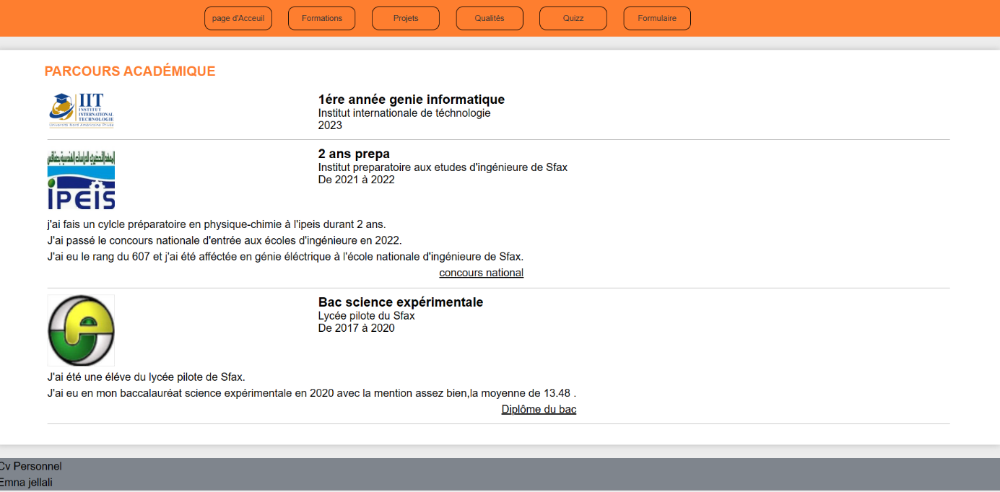 page d'Acceuil
Formations
Projets
Qualités
Quizz
Formulaire
PARCOURS ACADÉMIQUE
IIT
INSTITUT
INTERNATIONAL
TECHNOLOGIE
Université Nord Américaine Privée
1ére année genie informatique
Institut internationale de téchnologie
2023
المعهد التحضيري للدراسات الهندسية بصفاقس
IPEIS
2 ans prepa
Institut preparatoire aux etudes d'ingénieure de Sfax
De 2021 à 2022
j'ai fais un cylcle préparatoire en physique-chimie à l'ipeis durant 2 ans.
J'ai passé le concours nationale d'entrée aux écoles d'ingénieure en 2022.
J'ai eu le rang du 607 et j'ai été afféctée en génie éléctrique à l'école nationale d'ingénieure de Sfax.
concours national
Bac science expérimentale
Lycée pilote du Sfax
De 2017 à 2020
J'ai été une éléve du lycée pilote de Sfax.
J'ai eu en mon baccalauréat science expérimentale en 2020 avec la mention assez bien,la moyenne de 13.48 .
Diplôme du bac
Cv Personnel
Emna jellali